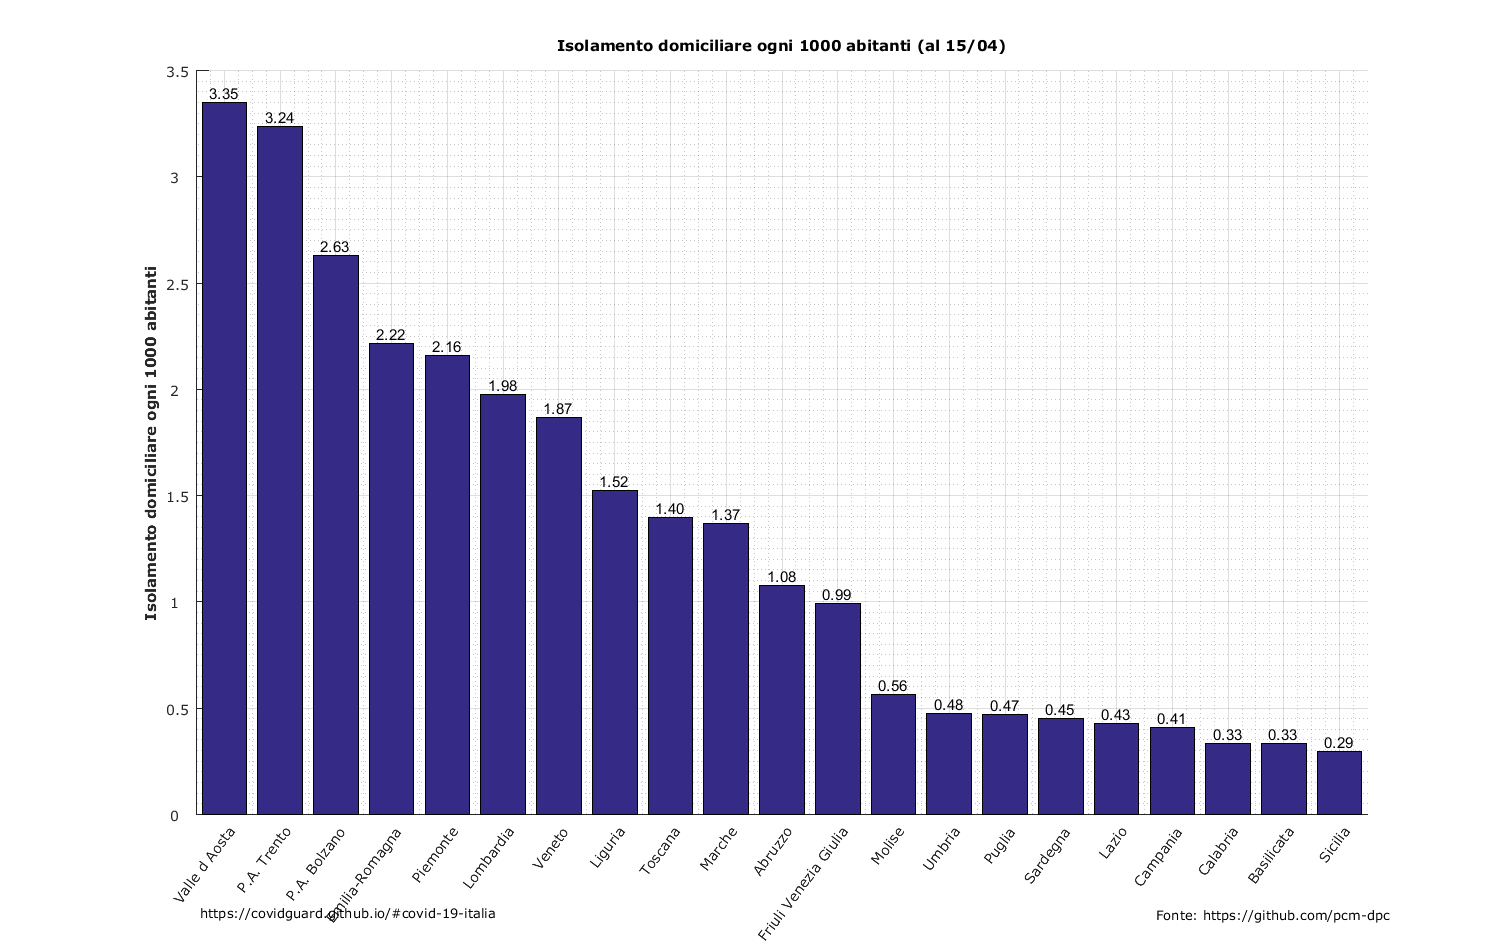 Isolamento domiciliare ogni 1000 abitanti (al 15/04)
Isolamento domiciliare ogni 1000 abitanti
3.5
3
2.5
2
1.5
1
0.5
0
3.35
3.24
2.63
2.22
2.16
1.98
1.87
1.52
1.40
1.37
1.08
0.99
0.56
0.48
0.47
0.45
0.43
0.41
0.33
0.33
0.29
Valle d Aosta
P.A. Trento
P.A. Bolzano
Emilia-Romagna
Piemonte
Lombardia
Veneto
Liguria
Toscana
Marche
Abruzzo
Friuli Venezia Giulia
Molise
Umbria
Puglia
Sardegna
Lazio
Campania
Calabria
Basilicata
Sicilia
https://covidguard.github.io/#covid-19-italia
Fonte: https://github.com/pcm-dpc